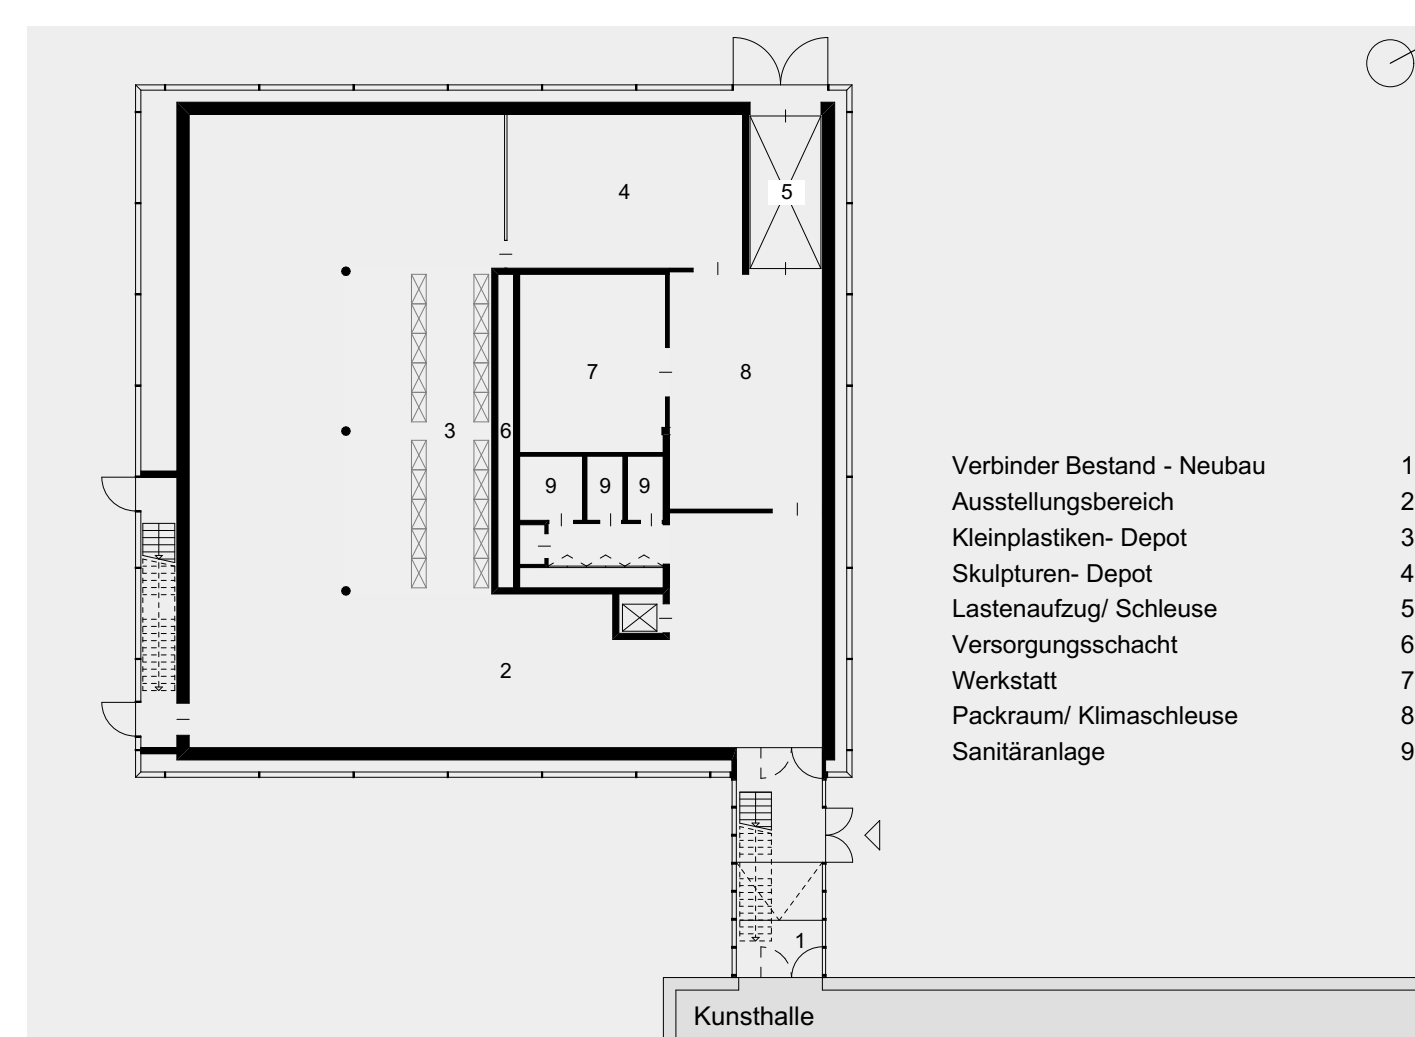 4
5
7
8
3
6
9
9
9
2
1
Verbinder Bestand - Neubau 1
Ausstellungsbereich 2
Kleinplastiken- Depot 3
Skulpturen- Depot 4
Lastenaufzug/ Schleuse 5
Versorgungsschacht 6
Werkstatt 7
Packraum/ Klimaschleuse 8
Sanitäranlage 9
Kunsthalle